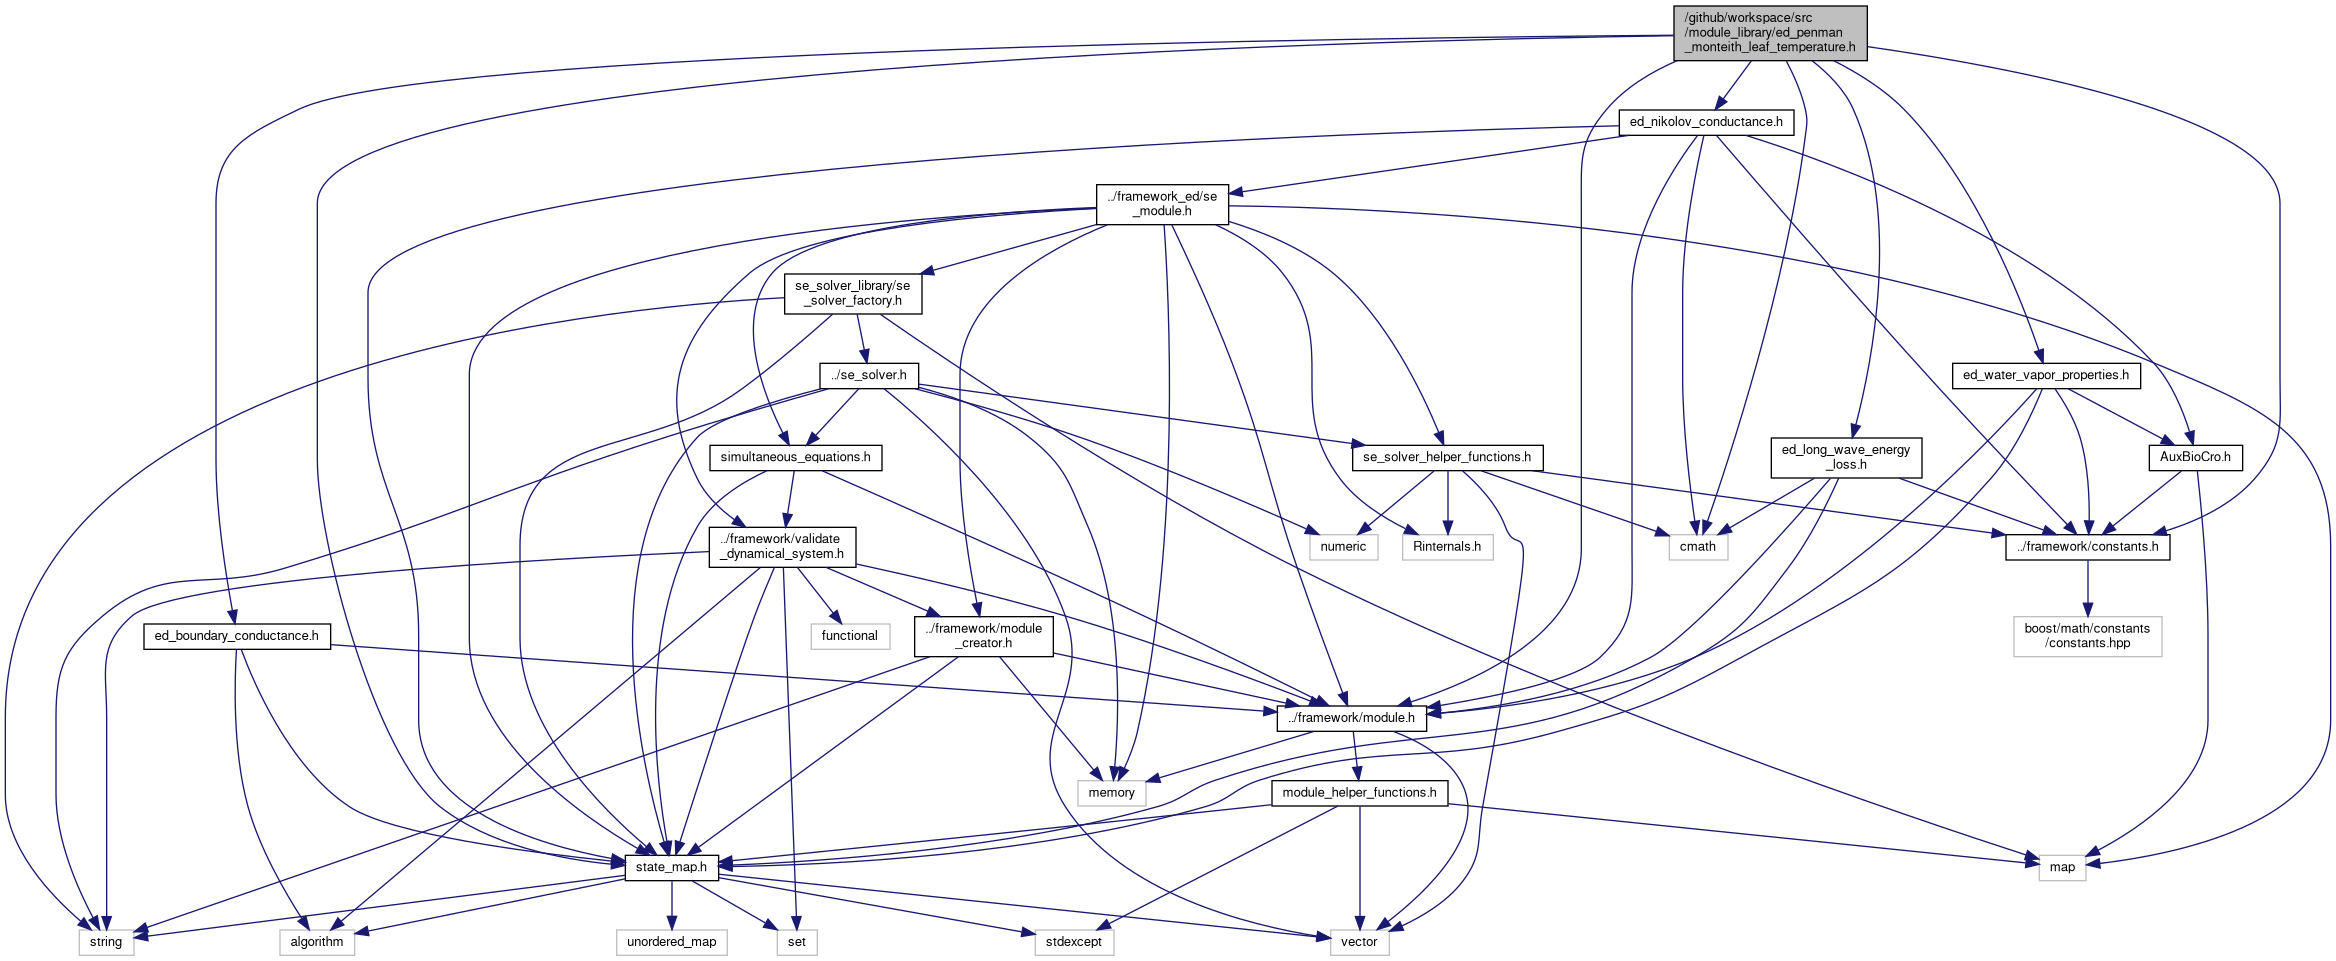 /github/workspace/src
/module_library/ed_penman
_monteith_leaf_temperature.h
ed_nikolov_conductance.h
../framework_ed/se
_module.h
se_solver_library/se
_solver_factory.h
../se_solver.h
ed_water_vapor_properties.h
simultaneous_equations.h
se_solver_helper_functions.h
ed_long_wave_energy
_loss.h
AuxBioCro.h
../framework/validate
_dynamical_system.h
numeric
Rinternals.h
cmath
../framework/constants.h
ed_boundary_conductance.h
functional
../framework/module
_creator.h
boost/math/constants
/constants.hpp
../framework/module.h
memory
module_helper_functions.h
state_map.h
map
string
algorithm
unordered_map
set
stdexcept
vector